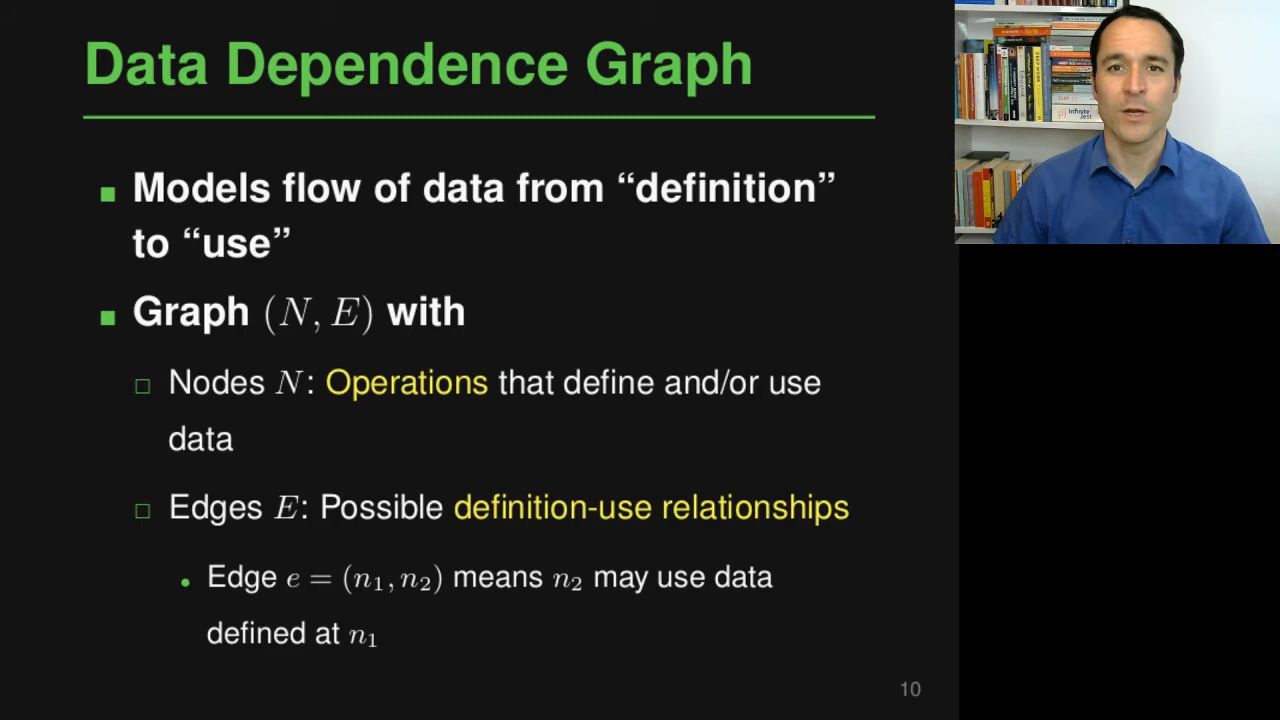 Data Dependence Graph
Models flow of data from “definition”
to “use”
Graph (N, E) with
Nodes N: Operations that define and/or use
data
Edges E: Possible definition-use relationships
Edge e = (n₁, n₂) means n₂ may use data
defined at n₁
10
Infinite
Jest